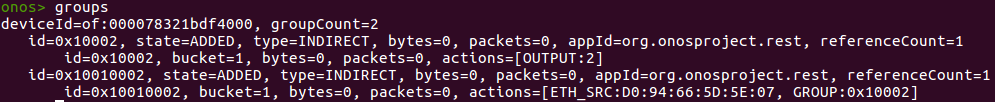 onos> groups
deviceId=of:000078321bdf4000, groupCount=2
id=0x10002, state=ADDED, type=INDIRECT, bytes=0, packets=0, appId=org.onosproject.rest, referenceCount=1
id=0x10002, bucket=1, bytes=0, packets=0, actions=[OUTPUT:2]
id=0x10010002, state=ADDED, type=INDIRECT, bytes=0, packets=0, appId=org.onosproject.rest, referenceCount=1
id=0x10010002, bucket=1, bytes=0, packets=0, actions=[ETH_SRC:D0:94:66:5D:5E:07, GROUP:0x10002]